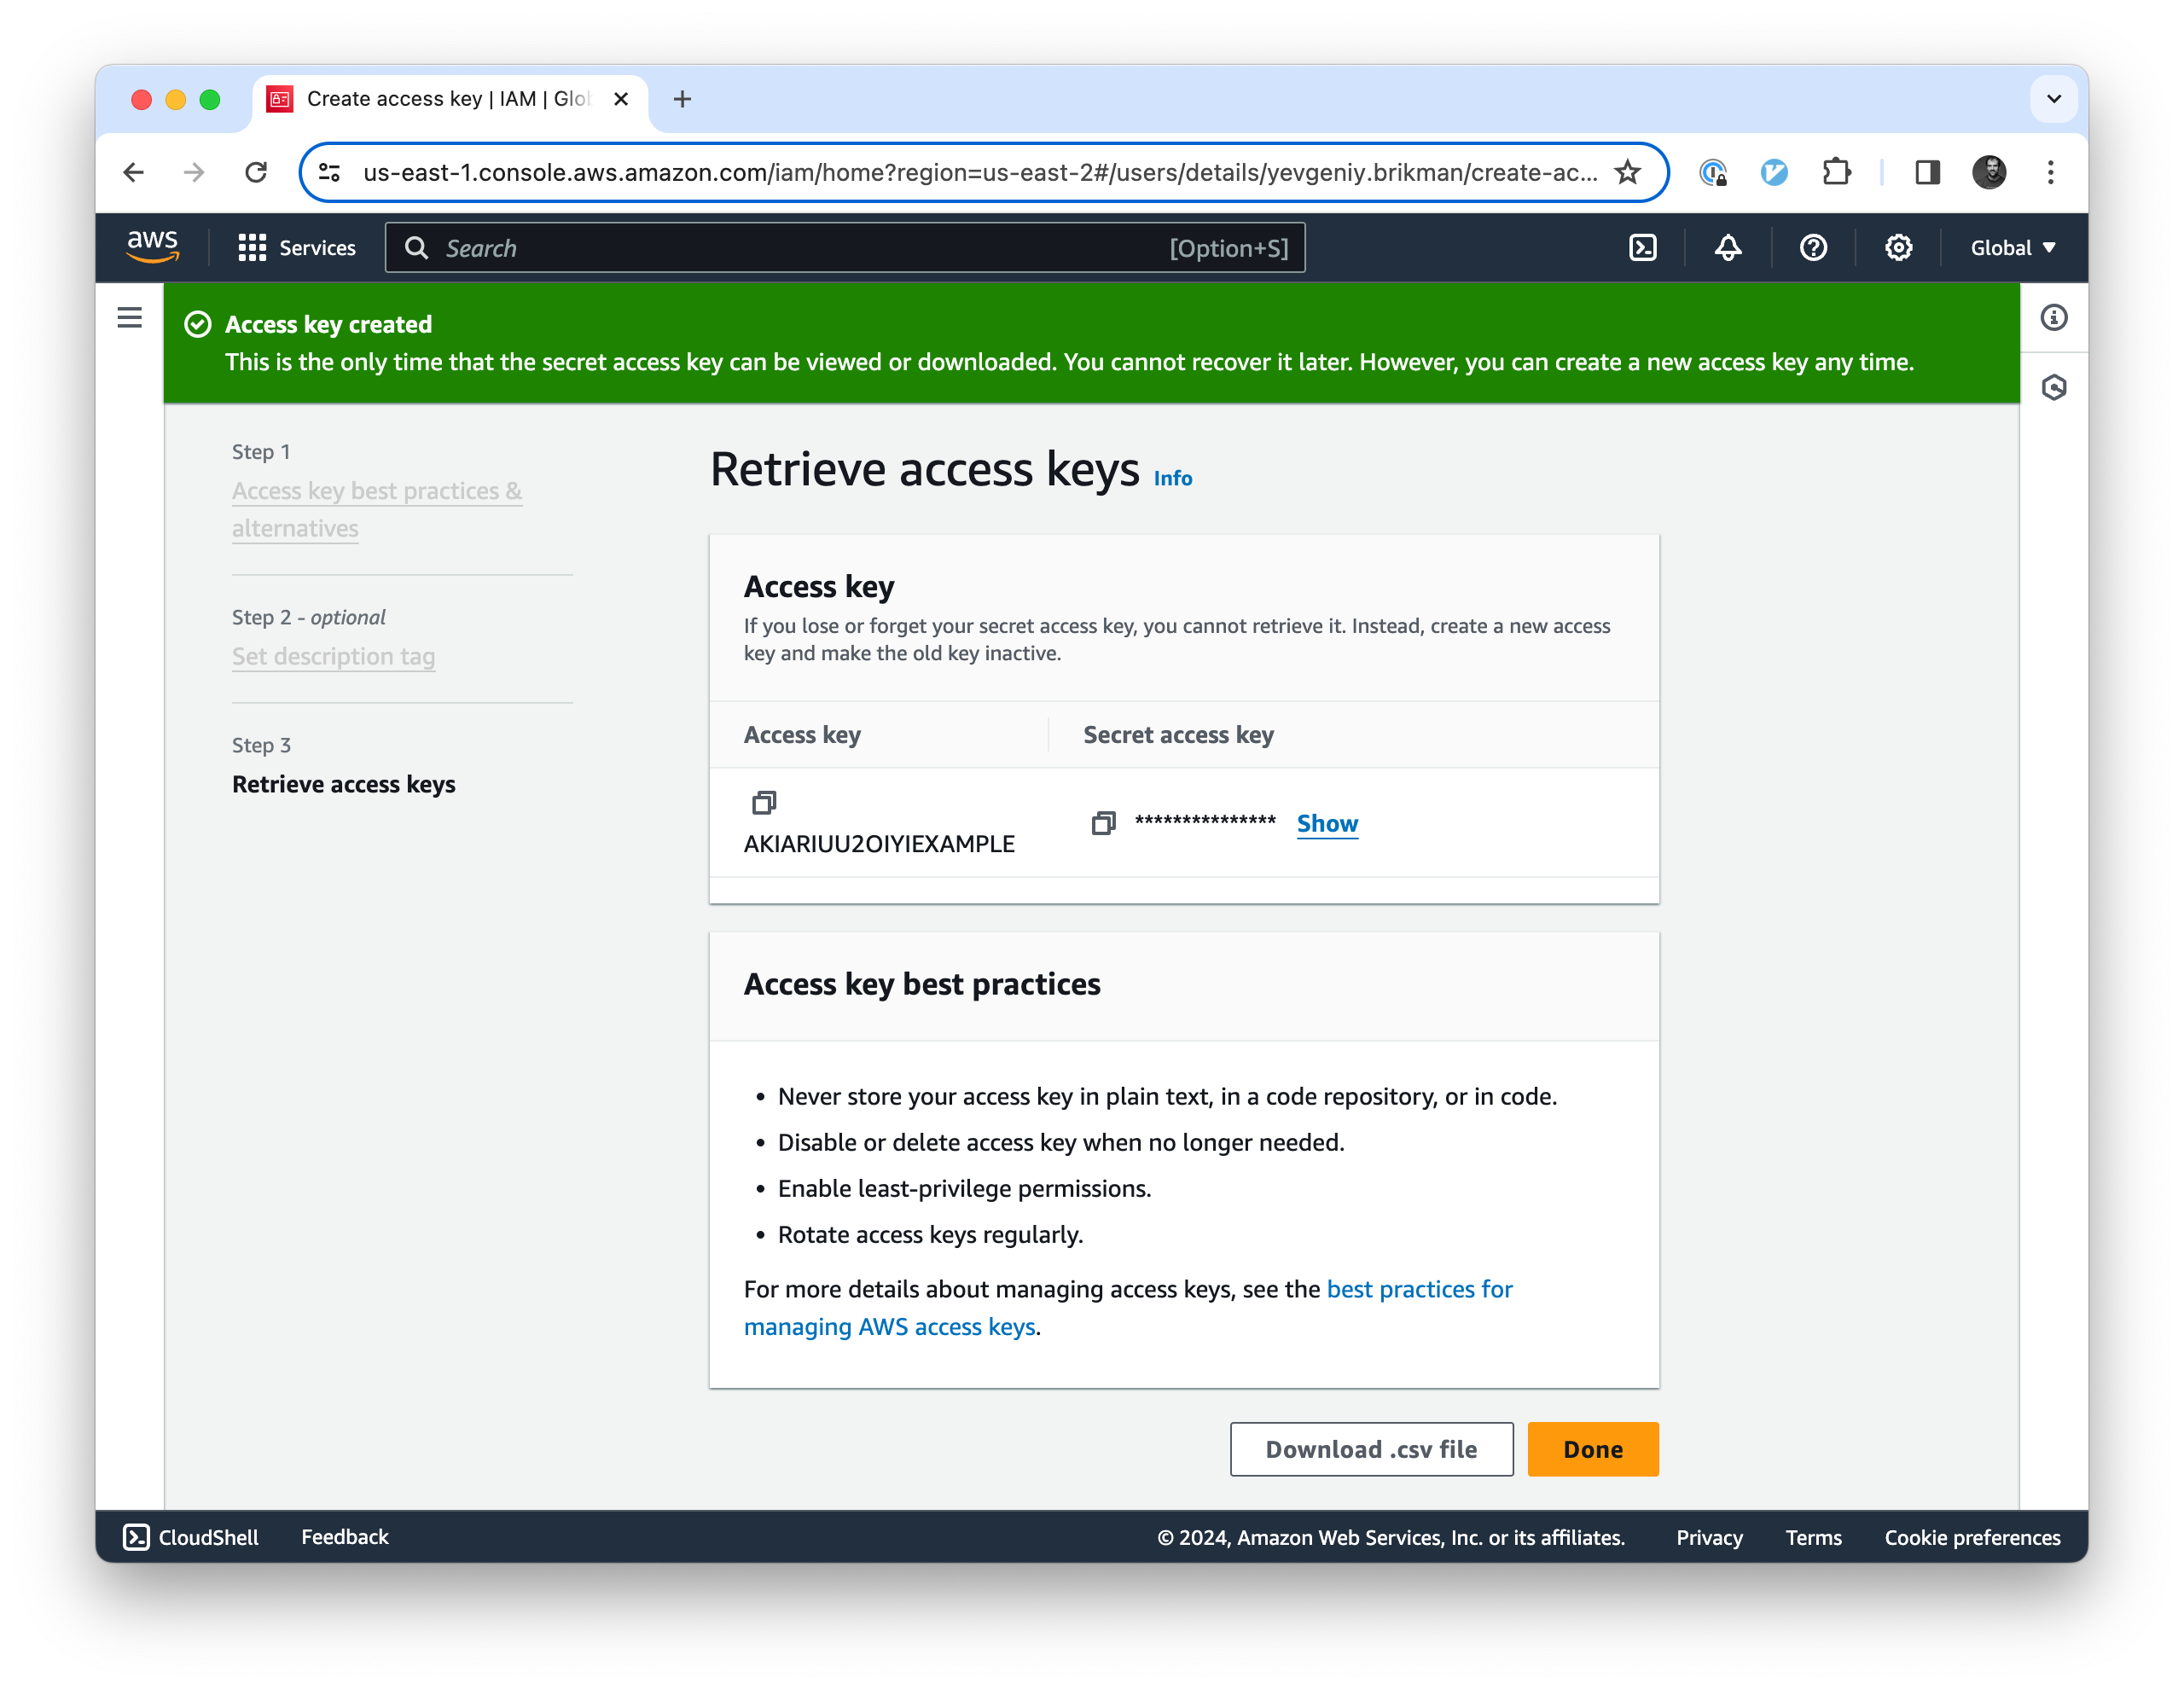 Create access key | IAM | Glo
us-east-1.console.aws.amazon.com/iam/home?region=us-east-2#/users/details/yevgeniy.brikman/create-ac...
aws
Services
Search
[Option+S]
Global
Access key created
This is the only time that the secret access key can be viewed or downloaded. You cannot recover it later. However, you can create a new access key any time.
Step 1
Access key best practices &
alternatives
Step 2 - optional
Set description tag
Step 3
Retrieve access keys
Retrieve access keys Info
Access key
If you lose or forget your secret access key, you cannot retrieve it. Instead, create a new access
key and make the old key inactive.
Access key
Secret access key
AKIARIUU2OIYIEXAMPLE
*************** Show
Access key best practices
• Never store your access key in plain text, in a code repository, or in code.
• Disable or delete access key when no longer needed.
• Enable least-privilege permissions.
• Rotate access keys regularly.
For more details about managing access keys, see the best practices for
managing AWS access keys.
Download .csv file
Done
CloudShell
Feedback
© 2024, Amazon Web Services, Inc. or its affiliates.
Privacy
Terms
Cookie preferences